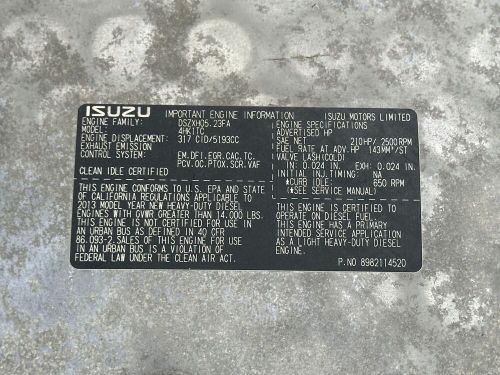 ISUZU IMPORTANT ENGINE INFORMATION ISUZU MOTORS LIMITED
ENGINE FAMILY: DSZXH05.23FA
MODEL: 4HK1TC
ENGINE DISPLACEMENT: 317 CID/5193CC
EXHAUST EMISSION
CONTROL SYSTEM: EM.DFI.EGR.CAC.TC.
PCV.OC.PTOX.SCR.VAF
CLEAN IDLE CERTIFIED
THIS ENGINE CONFORMS TO U.S. EPA AND STATE
OF CALIFORNIA REGULATIONS APPLICABLE TO
2013 MODEL YEAR NEW HEAVY-DUTY DIESEL
ENGINES WITH GVWR GREATER THAN 14,000 LBS.
THIS ENGINE IS NOT CERTIFIED FOR USE IN
AN URBAN BUS AS DEFINED IN 40 CFR
86.093-2.SALES OF THIS ENGINE FOR USE
IN AN URBAN BUS IS A VIOLATION OF
FEDERAL LAW UNDER THE CLEAN AIR ACT.
ENGINE SPECIFICATIONS
ADVERTISED HP
SAE NET 210HP/ 2500RPM
FUEL RATE AT ADV. HP 143MM³/ST
VALVE LASH(COLD)
IN: 0.024 IN. EXH: 0.024 IN.
INITIAL INJ. TIMING: NA
*CURB IDLE: 650 RPM
(*SEE SERVICE MANUAL)
THIS ENGINE IS CERTIFIED TO
OPERATE ON DIESEL FUEL.
THIS ENGINE HAS A PRIMARY
INTENDED SERVICE APPLICATION
AS A LIGHT HEAVY-DUTY DIESEL
ENGINE.
P.NO 8982114520